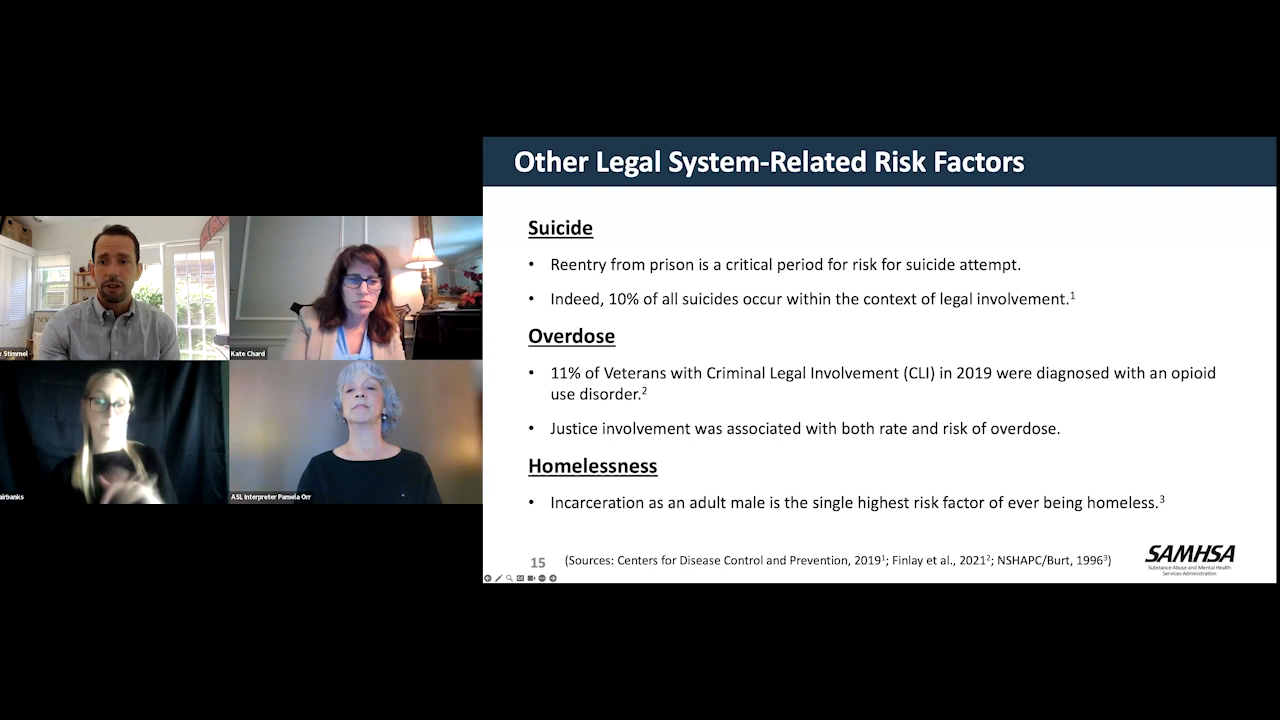 Other Legal System-Related Risk Factors
Suicide
• Reentry from prison is a critical period for risk for suicide attempt.
• Indeed, 10% of all suicides occur within the context of legal involvement.1
Overdose
• 11% of Veterans with Criminal Legal Involvement (CLI) in 2019 were diagnosed with an opioid
use disorder.2
• Justice involvement was associated with both rate and risk of overdose.
Homelessness
• Incarceration as an adult male is the single highest risk factor of ever being homeless.3
15 (Sources: Centers for Disease Control and Prevention, 20191; Finlay et al., 20212; NSHAPC/Burt, 19963)
SAMHSA
Substance Abuse and Mental Health
Services Administration
Stimmel
Kate Chard
airbanks
ASL Interpreter Pamela Orr